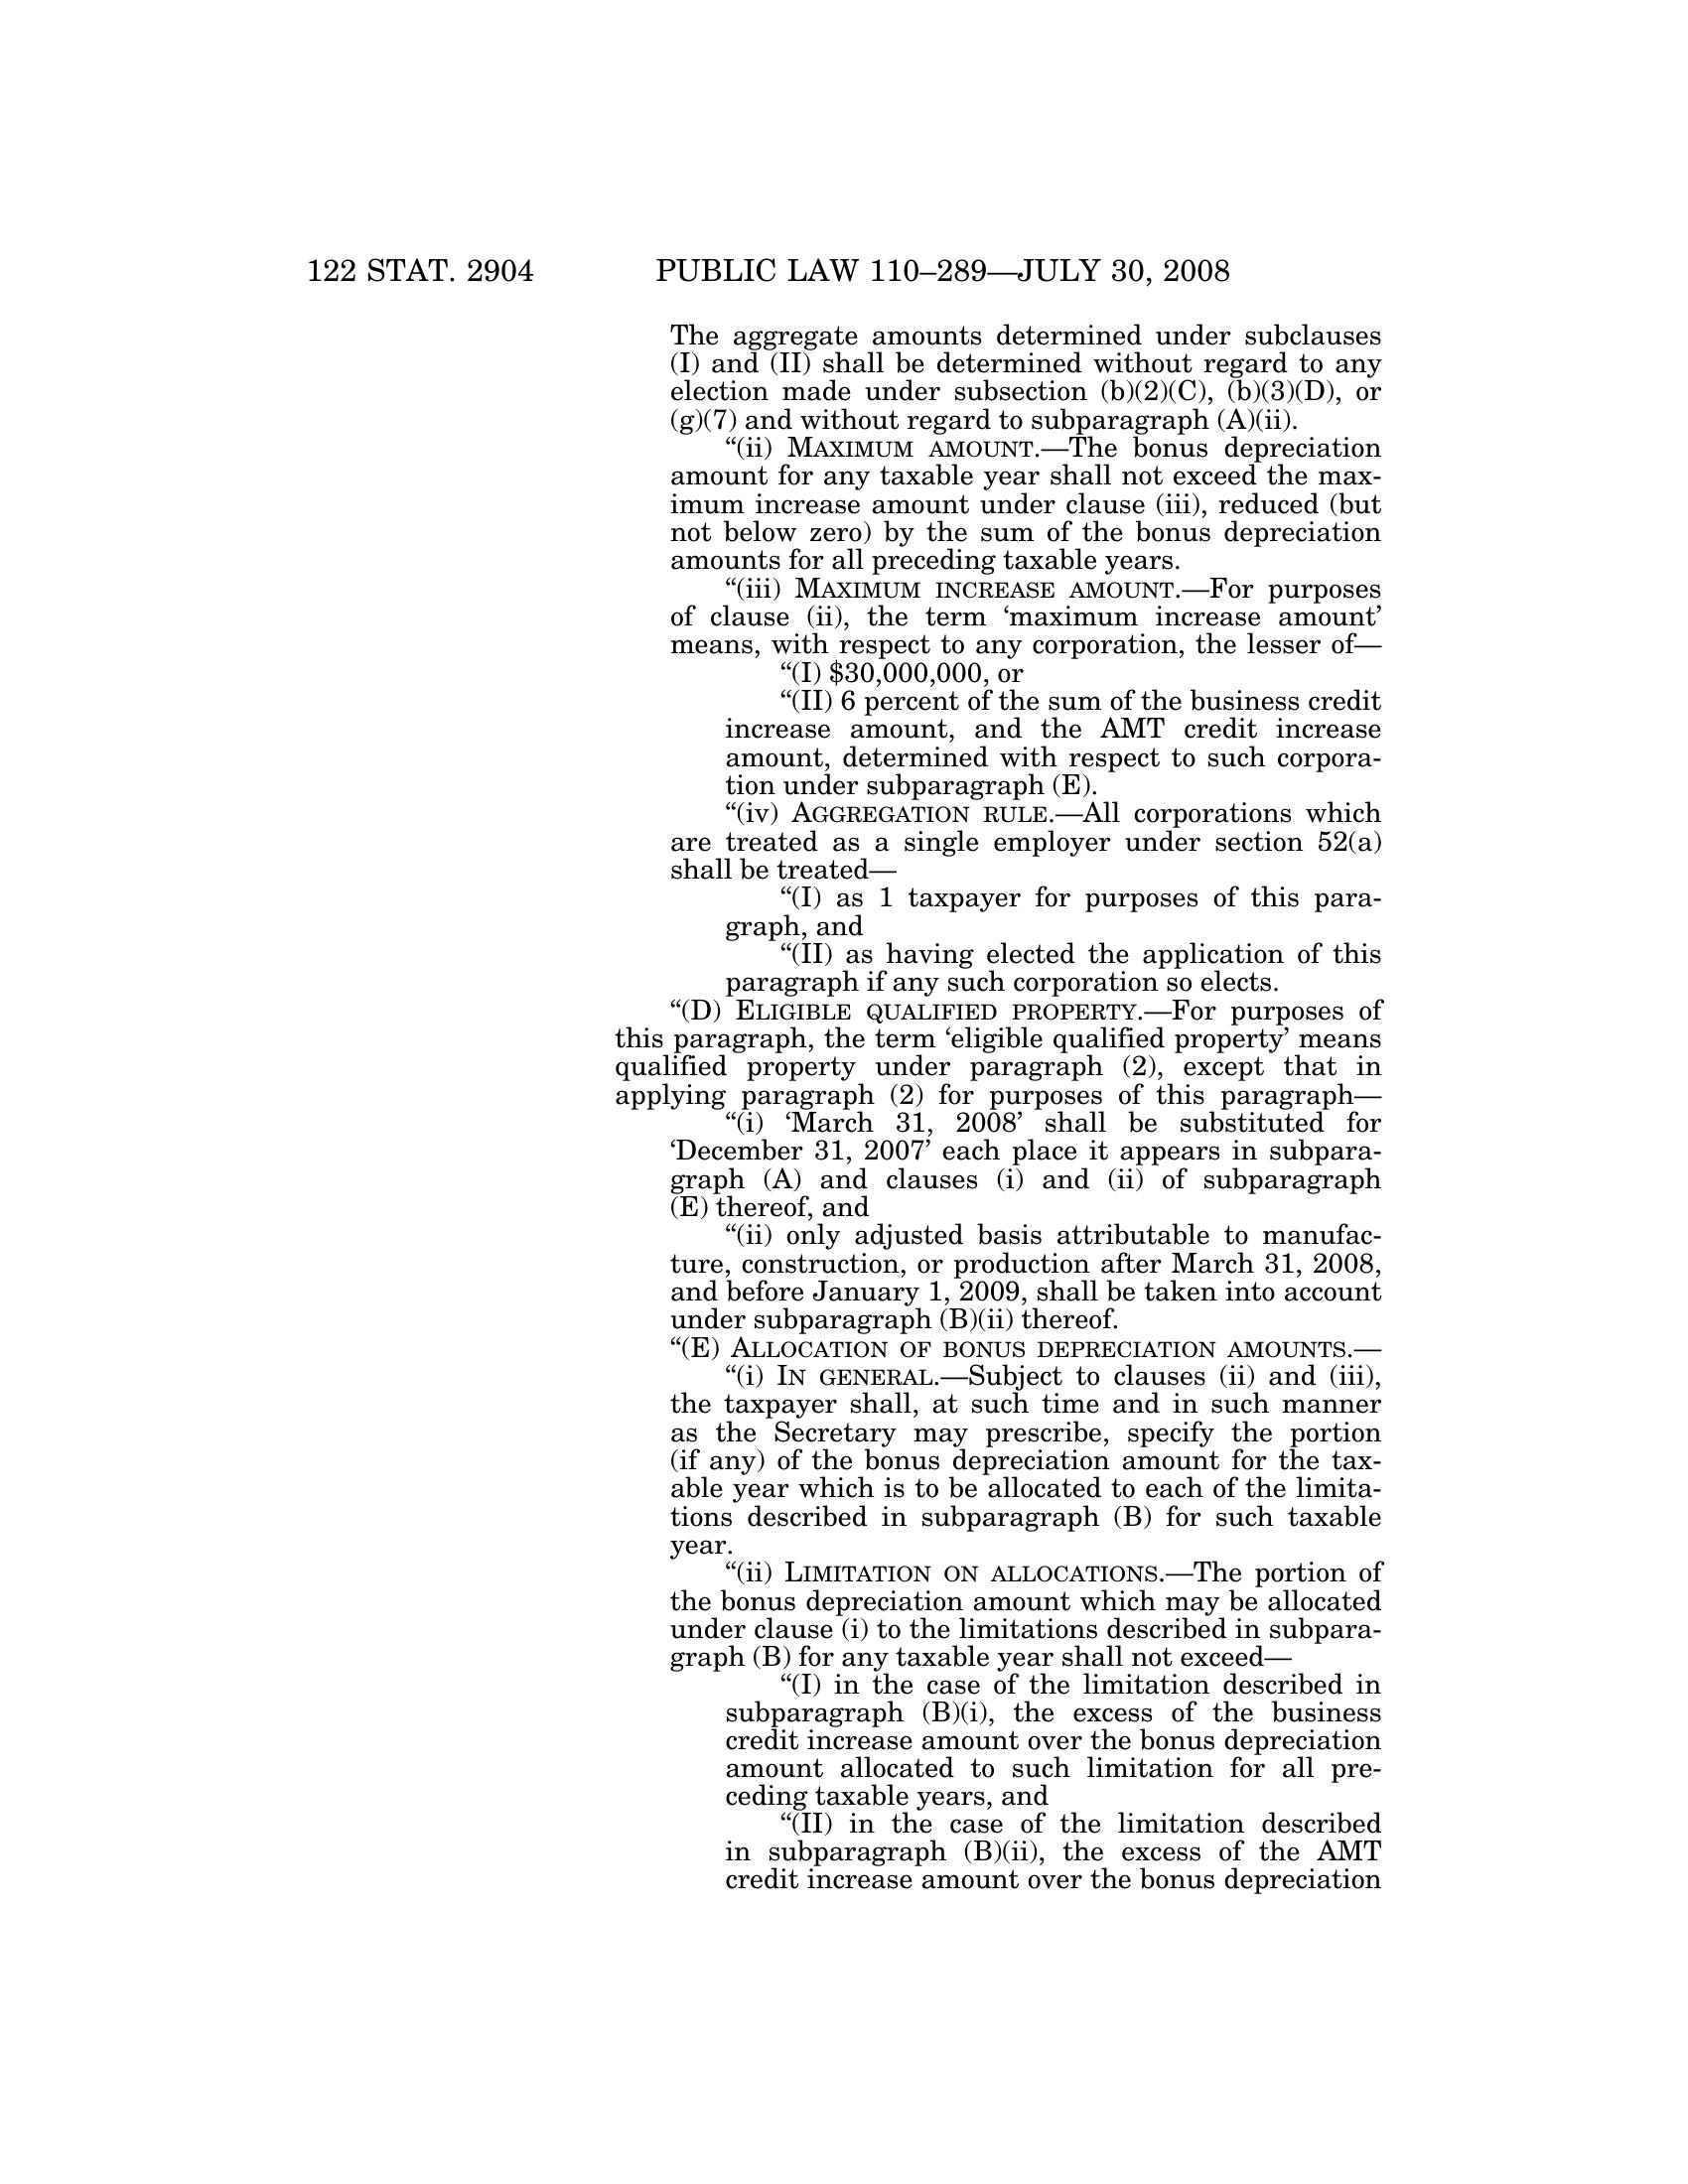 122 STAT. 2904 PUBLIC LAW 110–289—JULY 30, 2008
The aggregate amounts determined under subclauses
(I) and (II) shall be determined without regard to any
election made under subsection (b)(2)(C), (b)(3)(D), or
(g)(7) and without regard to subparagraph (A)(ii).
“(ii) MAXIMUM AMOUNT.—The bonus depreciation
amount for any taxable year shall not exceed the max-
imum increase amount under clause (iii), reduced (but
not below zero) by the sum of the bonus depreciation
amounts for all preceding taxable years.
“(iii) MAXIMUM INCREASE AMOUNT.—For purposes
of clause (ii), the term ‘maximum increase amount’
means, with respect to any corporation, the lesser of—
“(I) $30,000,000, or
“(II) 6 percent of the sum of the business credit
increase amount, and the AMT credit increase
amount, determined with respect to such corpora-
tion under subparagraph (E).
“(iv) AGGREGATION RULE.—All corporations which
are treated as a single employer under section 52(a)
shall be treated—
“(I) as 1 taxpayer for purposes of this para-
graph, and
“(II) as having elected the application of this
paragraph if any such corporation so elects.
“(D) ELIGIBLE QUALIFIED PROPERTY.—For purposes of
this paragraph, the term ‘eligible qualified property’ means
qualified property under paragraph (2), except that in
applying paragraph (2) for purposes of this paragraph—
“(i) ‘March 31, 2008’ shall be substituted for
‘December 31, 2007’ each place it appears in subpara-
graph (A) and clauses (i) and (ii) of subparagraph
(E) thereof, and
“(ii) only adjusted basis attributable to manufac-
ture, construction, or production after March 31, 2008,
and before January 1, 2009, shall be taken into account
under subparagraph (B)(ii) thereof.
“(E) ALLOCATION OF BONUS DEPRECIATION AMOUNTS.—
“(i) IN GENERAL.—Subject to clauses (ii) and (iii),
the taxpayer shall, at such time and in such manner
as the Secretary may prescribe, specify the portion
(if any) of the bonus depreciation amount for the tax-
able year which is to be allocated to each of the limita-
tions described in subparagraph (B) for such taxable
year.
“(ii) LIMITATION ON ALLOCATIONS.—The portion of
the bonus depreciation amount which may be allocated
under clause (i) to the limitations described in subpara-
graph (B) for any taxable year shall not exceed—
“(I) in the case of the limitation described in
subparagraph (B)(i), the excess of the business
credit increase amount over the bonus depreciation
amount allocated to such limitation for all pre-
ceding taxable years, and
“(II) in the case of the limitation described
in subparagraph (B)(ii), the excess of the AMT
credit increase amount over the bonus depreciation